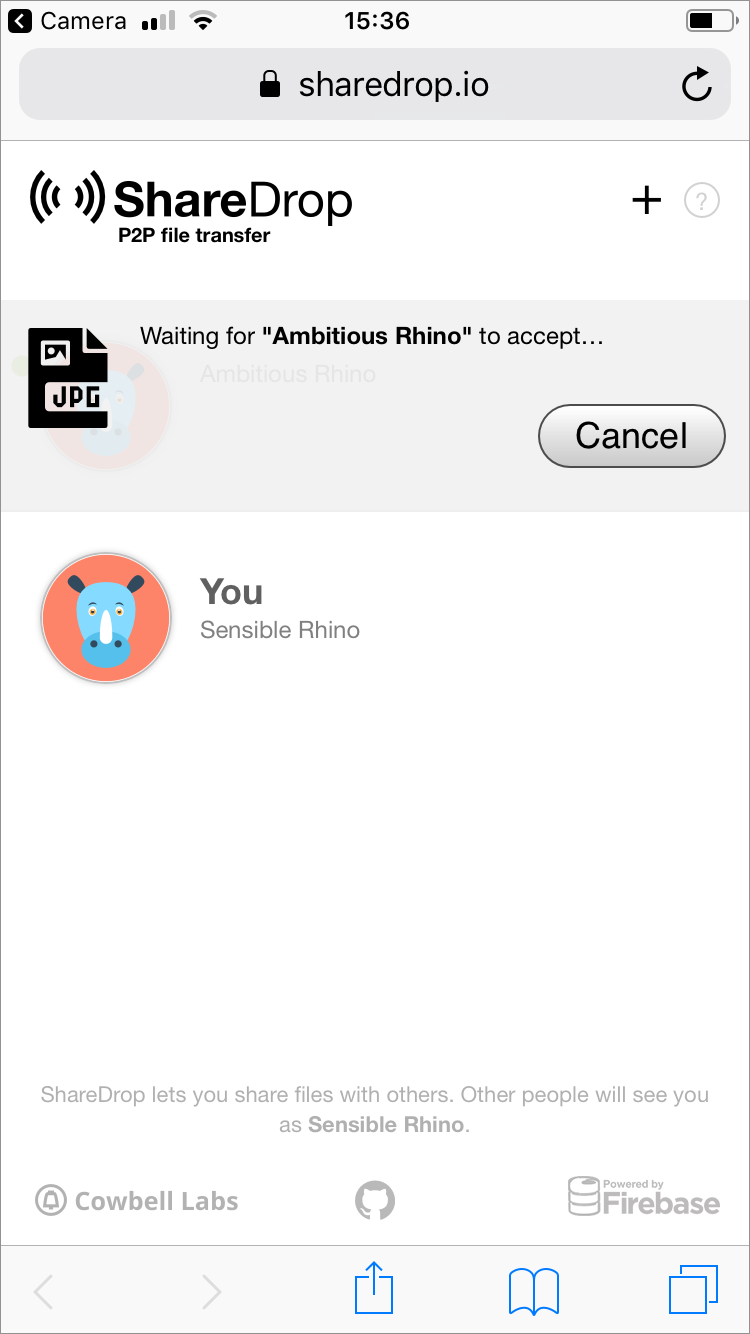 Camera 15:36
sharedrop.io
ShareDrop
+ ?
P2P file transfer
Waiting for "Ambitious Rhino" to accept...
Ambitious Rhino
JPG
Cancel
You
Sensible Rhino
ShareDrop lets you share files with others. Other people will see you
as Sensible Rhino.
Cowbell Labs
Powered by
Firebase